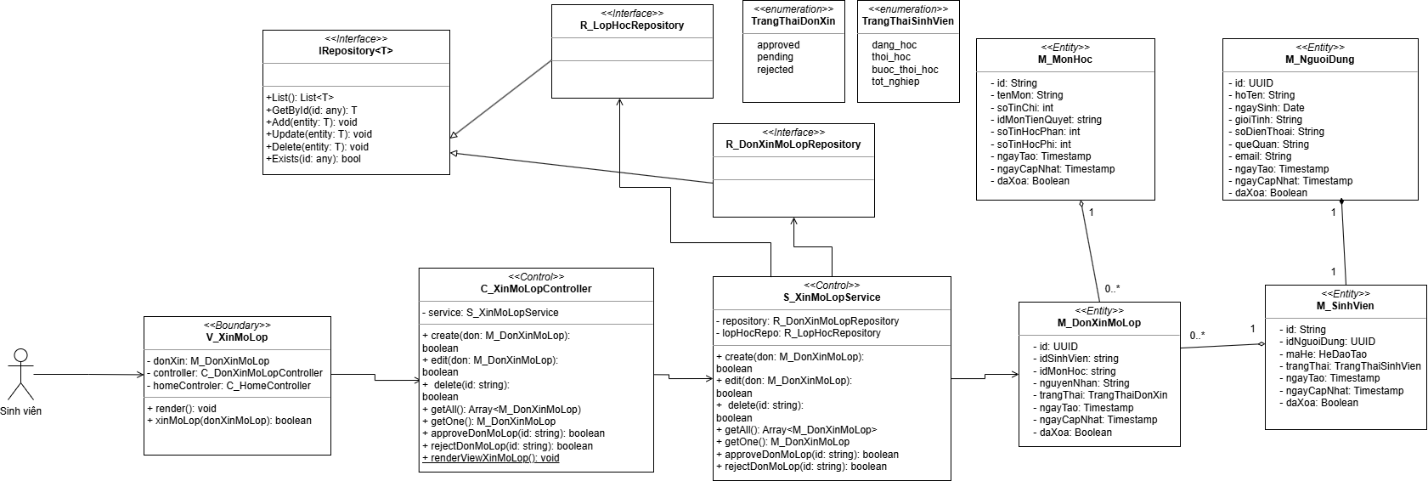 <<Interface>>
IRepository<T>
+List(): List<T>
+GetById(id: any): T
+Add(entity: T): void
+Update(entity: T): void
+Delete(entity: T): void
+Exists(id: any): bool
<<Interface>>
R_LopHocRepository
<<Interface>>
R_DonXinMoLopRepository
<<enumeration>>
TrangThaiDonXin
approved
pending
rejected
<<enumeration>>
TrangThaiSinhVien
dang_hoc
thoi_hoc
buoc_thoi_hoc
tot_nghiep
<<Entity>>
M_MonHoc
- id: String
- tenMon: String
- soTinChi: int
- idMonTienQuyet: string
- soTinHocPhan: int
- soTinHocPhi: int
- ngayTao: Timestamp
- ngayCapNhat: Timestamp
- daXoa: Boolean
<<Entity>>
M_NguoiDung
- id: UUID
- hoTen: String
- ngaySinh: Date
- gioiTinh: String
- soDienThoai: String
- queQuan: String
- email: String
- ngayTao: Timestamp
- ngayCapNhat: Timestamp
- daXoa: Boolean
1
1
1
0..*
0..*
1
Sinh viên
<<Boundary>>
V_XinMoLop
- donXin: M_DonXinMoLop
- controller: C_DonXinMoLopController
- homeControler: C_HomeController
+ render(): void
+ xinMoLop(donXinMoLop): boolean
<<Control>>
C_XinMoLopController
- service: S_XinMoLopService
+ create(don: M_DonXinMoLop):
boolean
+ edit(don: M_DonXinMoLop):
boolean
+ delete(id: string):
boolean
+ getAll(): Array<M_DonXinMoLop)
+ getOne(): M_DonXinMoLop
+ approveDonMoLop(id: string): boolean
+ rejectDonMoLop(id: string): boolean
+ renderViewXinMoLop(): void
<<Control>>
S_XinMoLopService
- repository: R_DonXinMoLopRepository
- lopHocRepo: R_LopHocRepository
+ create(don: M_DonXinMoLop):
boolean
+ edit(don: M_DonXinMoLop):
boolean
+ delete(id: string):
boolean
+ getAll(): Array<M_DonXinMoLop>
+ getOne(): M_DonXinMoLop
+ approveDonMoLop(id: string): boolean
+ rejectDonMoLop(id: string): boolean
<<Entity>>
M_DonXinMoLop
- id: UUID
- idSinhVien: string
- idMonHoc: string
- nguyenNhan: String
- trangThai: TrangThaiDonXin
- ngayTao: Timestamp
- ngayCapNhat: Timestamp
- daXoa: Boolean
<<Entity>>
M_SinhVien
- id: String
- idNguoiDung: UUID
- maHe: HeDaoTao
- trangThai: TrangThaiSinhVien
- ngayTao: Timestamp
- ngayCapNhat: Timestamp
- daXoa: Boolean